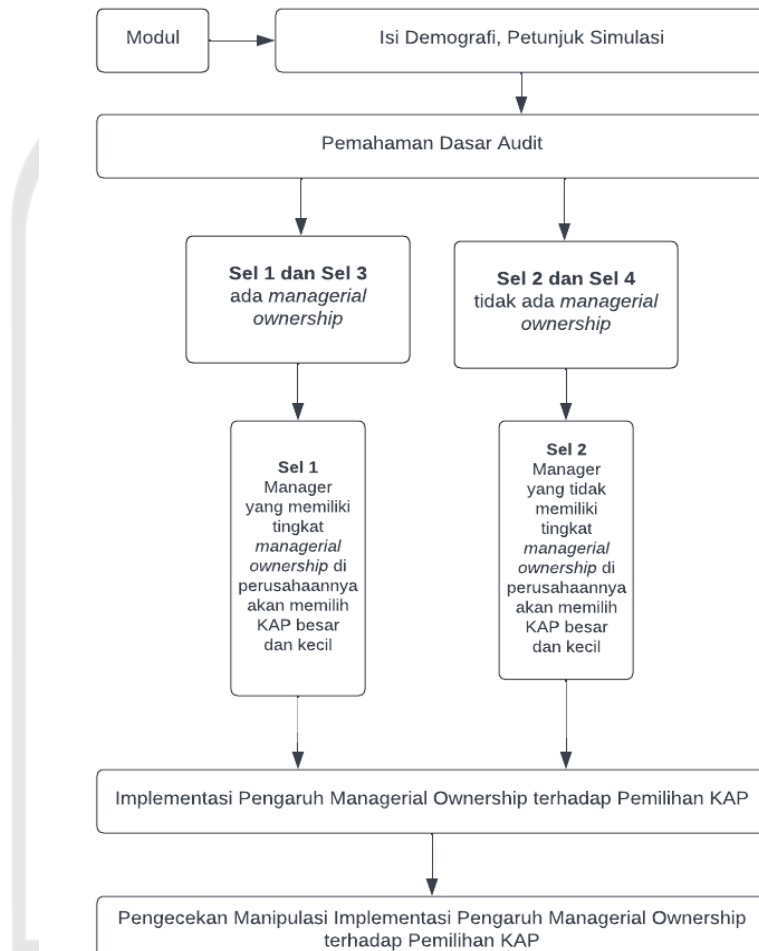 Modul
Isi Demografi, Petunjuk Simulasi
Pemahaman Dasar Audit
Sel 1 dan Sel 3
ada managerial
ownership
Sel 2 dan Sel 4
tidak ada managerial
ownership
Sel 1
Manager
yang memiliki
tingkat
managerial
ownership di
perusahaannya
akan memilih
KAP besar
dan kecil
Sel 2
Manager
yang tidak
memiliki
tingkat
managerial
ownership di
perusahaannya
akan memilih
KAP besar
dan kecil
Implementasi Pengaruh Managerial Ownership terhadap Pemilihan KAP
Pengecekan Manipulasi Implementasi Pengaruh Managerial Ownership
terhadap Pemilihan KAP